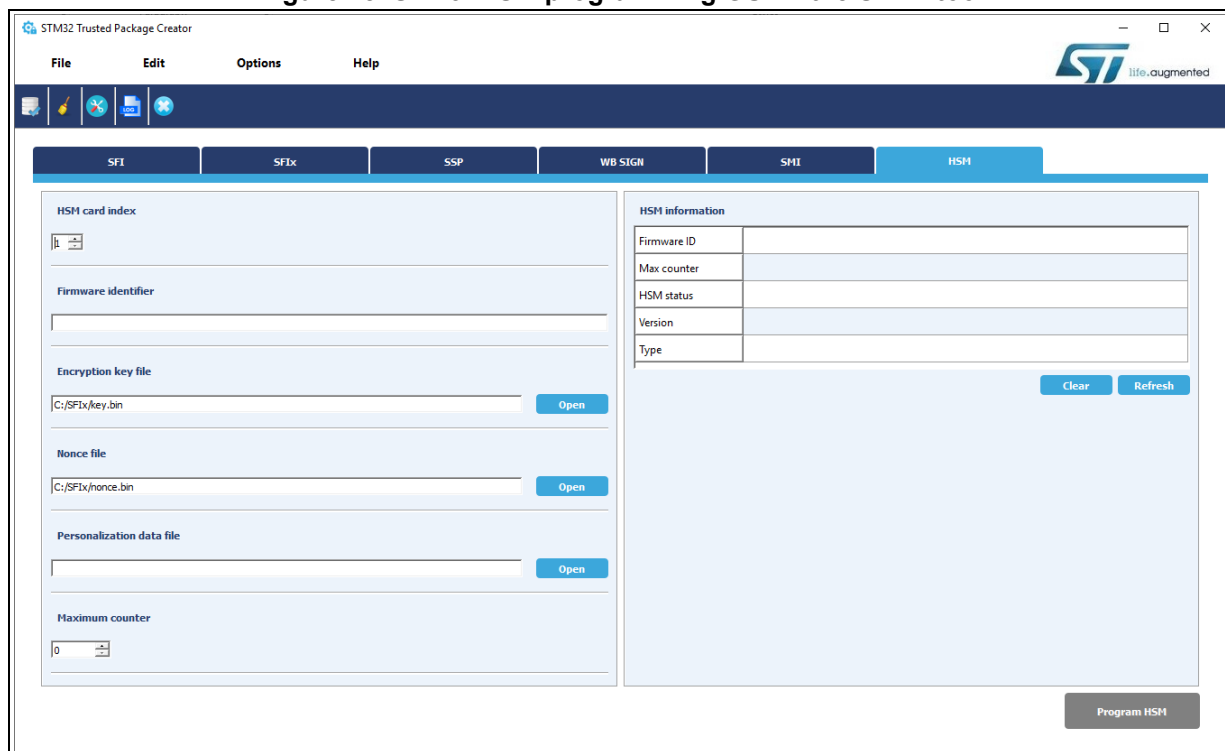 STM32 Trusted Package Creator
File Edit Options Help
life.augmented
LOG
SFI SFIx SSP WB SIGN SMI HSM
HSM card index
1
Firmware identifier
Encryption key file
C:/SFIx/key.bin Open
Nonce file
C:/SFIx/nonce.bin Open
Personalization data file
Open
Maximum counter
0
HSM information
Firmware ID
Max counter
HSM status
Version
Type
Clear Refresh
Program HSM